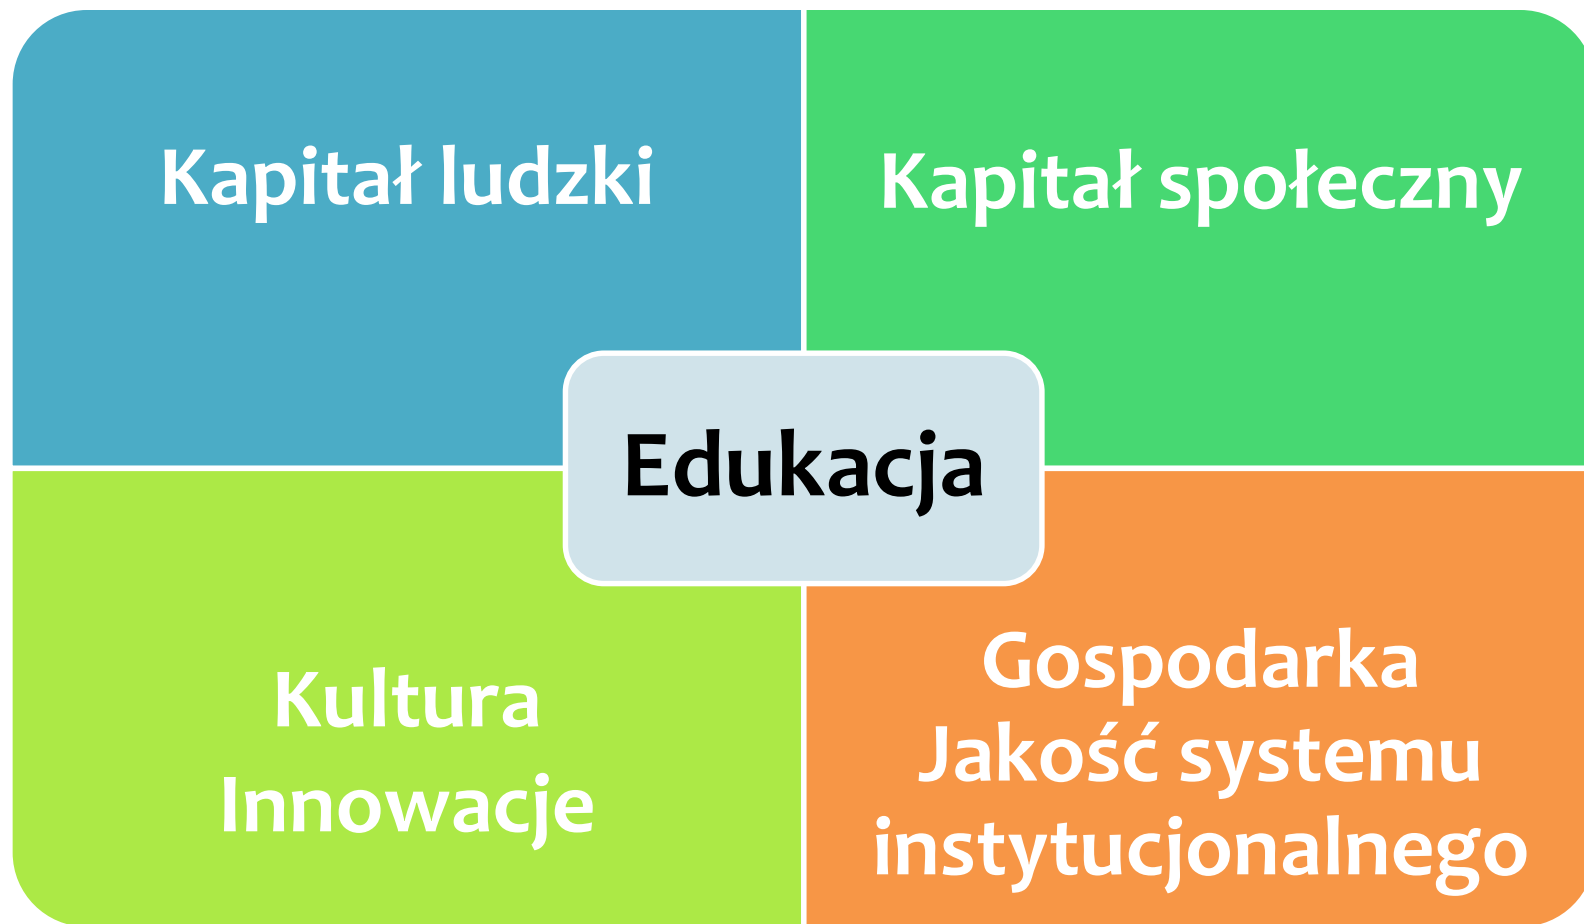 Kapitał ludzki
Kapitał społeczny
Edukacja
Kultura
Innowacje
Gospodarka
Jakość systemu
instytucjonalnego